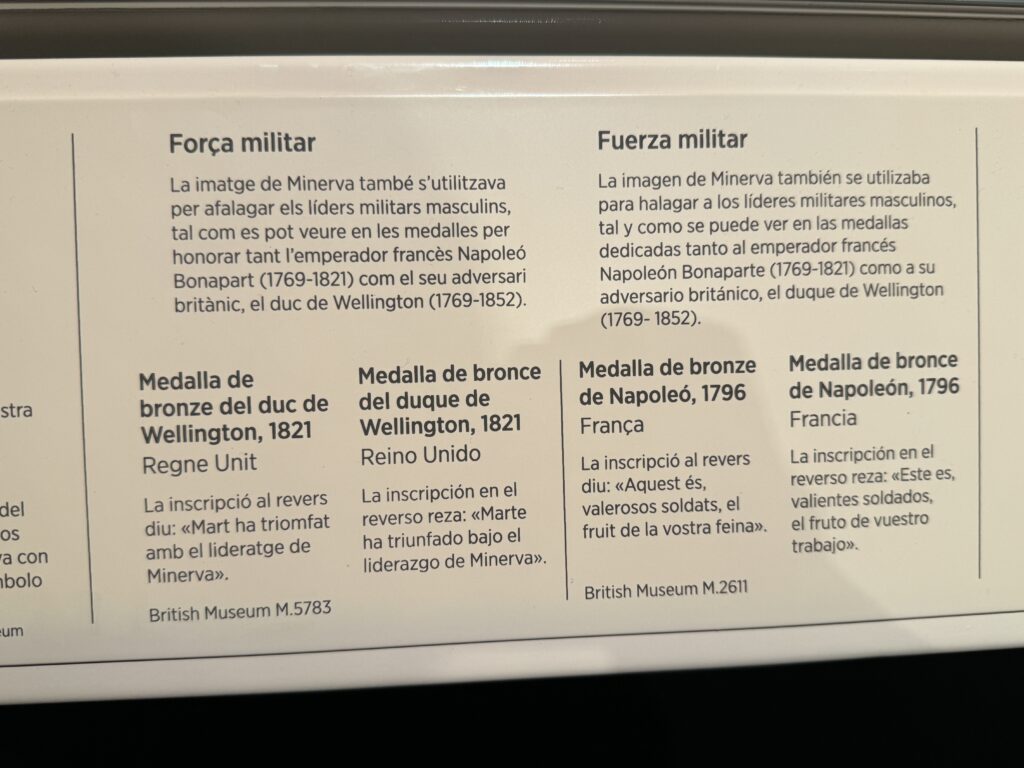 stra
del
os
a con
bolo
um
Força militar
La imatge de Minerva també s'utilitzava
per afalagar els líders militars masculins,
tal com es pot veure en les medalles per
honorar tant l'emperador francès Napoleó
Bonapart (1769-1821) com el seu adversari
britànic, el duc de Wellington (1769-1852).
Fuerza militar
La imagen de Minerva también se utilizaba
para halagar a los líderes militares masculinos,
tal y como se puede ver en las medallas
dedicadas tanto al emperador francés
Napoleón Bonaparte (1769-1821) como a su
adversario británico, el duque de Wellington
(1769- 1852).
Medalla de
bronze del duc de
Wellington, 1821
Regne Unit
La inscripció al revers
diu: «Mart ha triomfat
amb el lideratge de
Minerva».
British Museum M.5783
Medalla de bronce
del duque de
Wellington, 1821
Reino Unido
La inscripción en el
reverso reza: «Marte
ha triunfado bajo el
liderazgo de Minerva».
Medalla de bronze
de Napoleó, 1796
França
La inscripció al revers
diu: «Aquest és,
valerosos soldats, el
fruit de la vostra feina».
British Museum M.2611
Medalla de bronce
de Napoleón, 1796
Francia
La inscripción en el
reverso reza: «Este es,
valientes soldados,
el fruto de vuestro
trabajo».